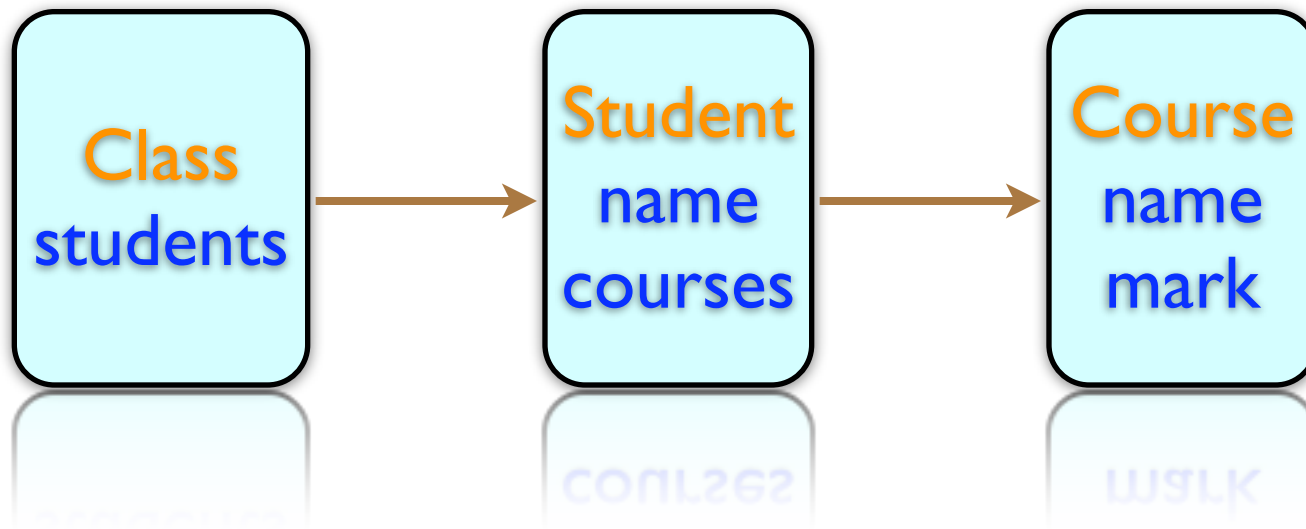 Class
students
Student
name
courses
Course
name
mark